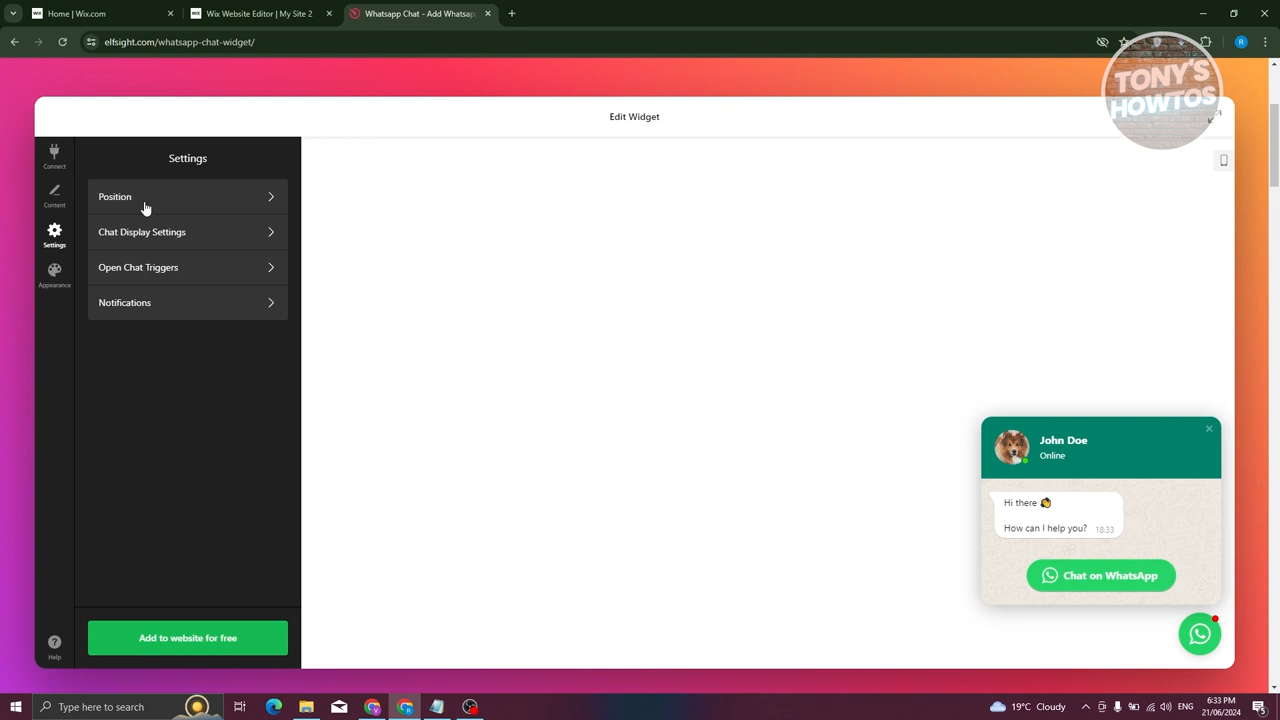 Home | Wix.com
Wix Website Editor | My Site 2
Whatsapp Chat - Add Whatsap
elfsight.com/whatsapp-chat-widget/
R
TONY'S
HOWTOS
Edit Widget
Connect
Content
Settings
Appearance
Help
Settings
Position
Chat Display Settings
Open Chat Triggers
Notifications
Add to website for free
John Doe
Online
Hi there
How can I help you? 18:33
Chat on WhatsApp
Type here to search
19°C Cloudy
6:33 PM
21/06/2024